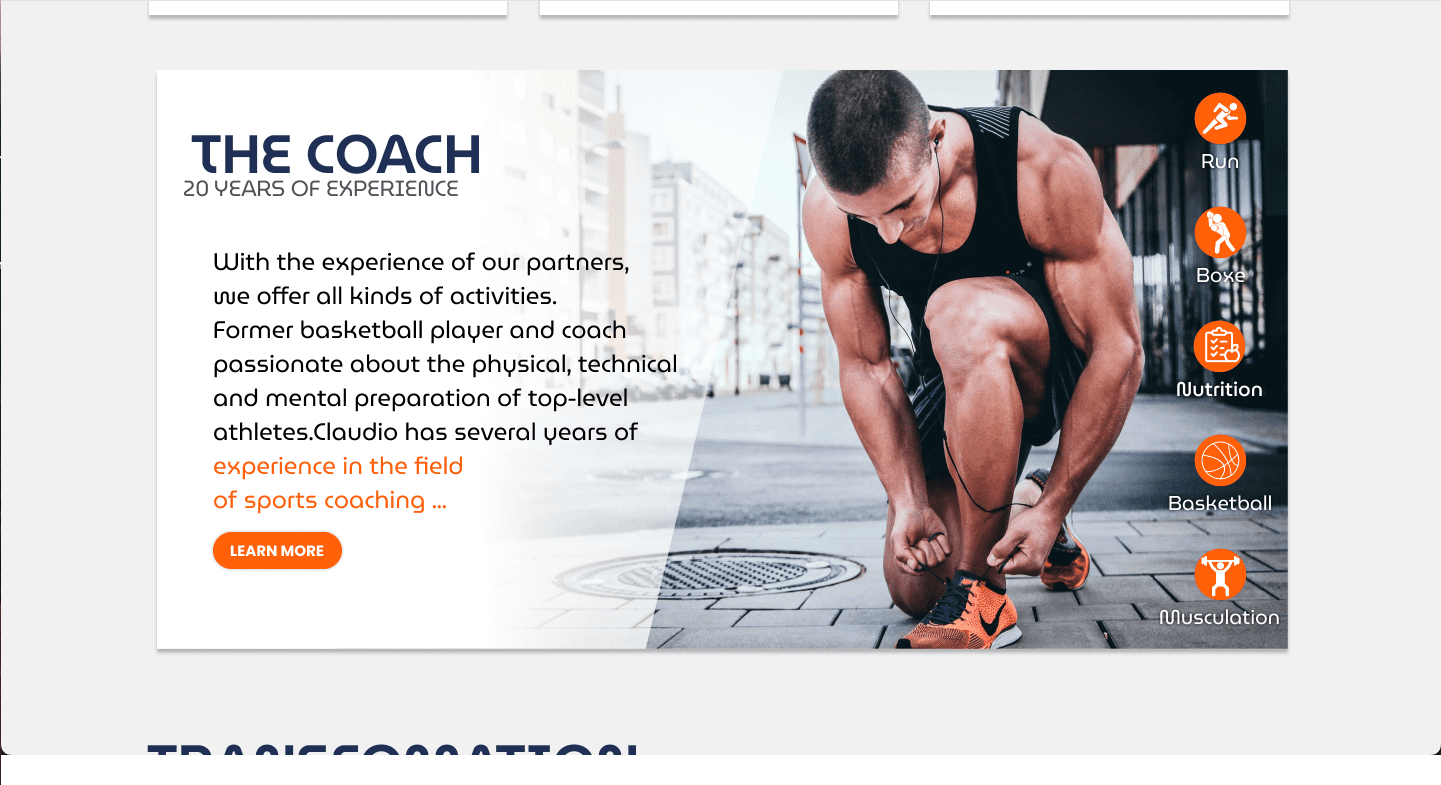 THE COACH
20 YEARS OF EXPERIENCE
With the experience of our partners,
we offer all kinds of activities.
Former basketball player and coach
passionate about the physical, technical
and mental preparation of top-level
athletes.Claudio has several years of
experience in the field
of sports coaching ...
LEARN MORE
Run
Boxe
Nutrition
Basketball
Musculation
TRANSFORMATION